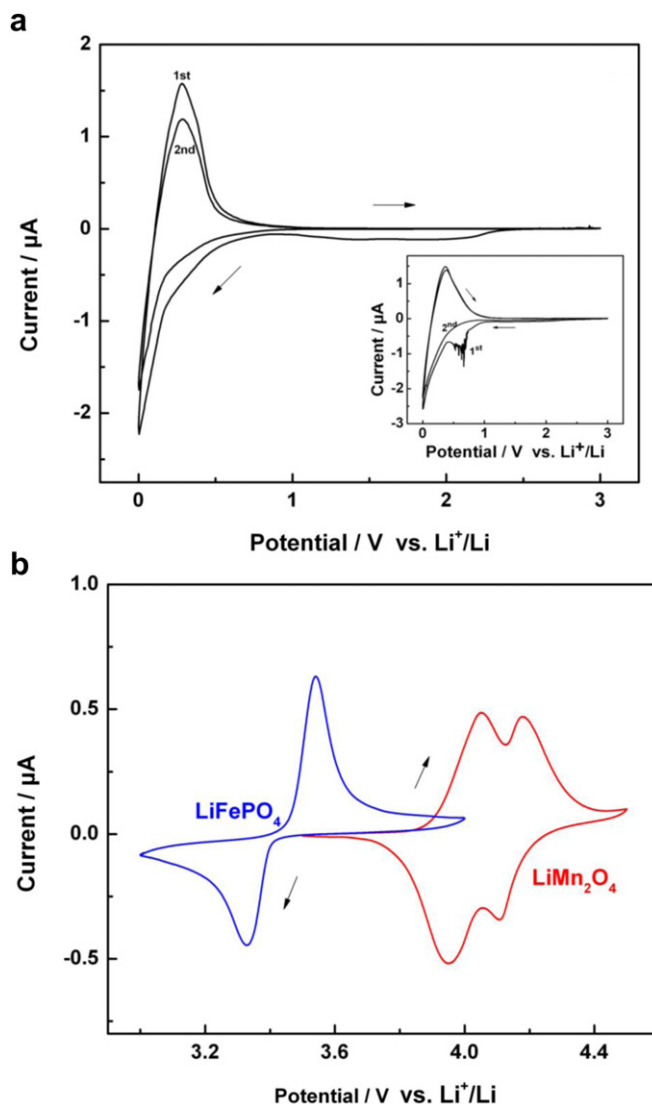 a
2
1
0
-1
-2
0
1
2
3
Current / µA
Potential / V vs. Li⁺/Li
1st
2nd
1
0
-1
-2
-3
0
1
2
3
Current / µA
Potential / V vs. Li⁺/Li
2ⁿᵈ
1ˢᵗ
b
1.0
0.5
0.0
-0.5
3.2
3.6
4.0
4.4
Current / µA
Potential / V vs. Li⁺/Li
LiFePO₄
LiMn₂O₄